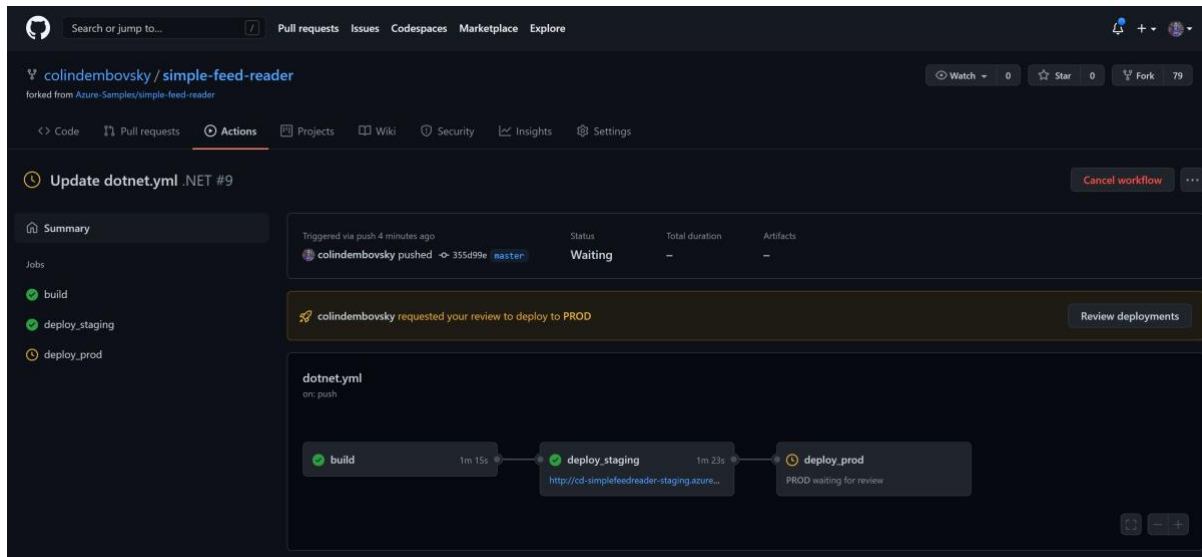 Search or jump to... /
Pull requests Issues Codespaces Marketplace Explore
colindembovsky / simple-feed-reader
forked from Azure-Samples/simple-feed-reader
Watch 0 Star 0 Fork 79
Code Pull requests Actions Projects Wiki Security Insights Settings
Update dotnet.yml .NET #9
Cancel workflow ...
Summary
Jobs
build
deploy_staging
deploy_prod
Triggered via push 4 minutes ago
colindembovsky pushed 355d99e master
Status
Waiting
Total duration
–
Artifacts
–
colindembovsky requested your review to deploy to PROD
Review deployments
dotnet.yml
on: push
build 1m 15s
deploy_staging 1m 23s
http://cd-simplefeedreader-staging.azure...
deploy_prod
PROD waiting for review